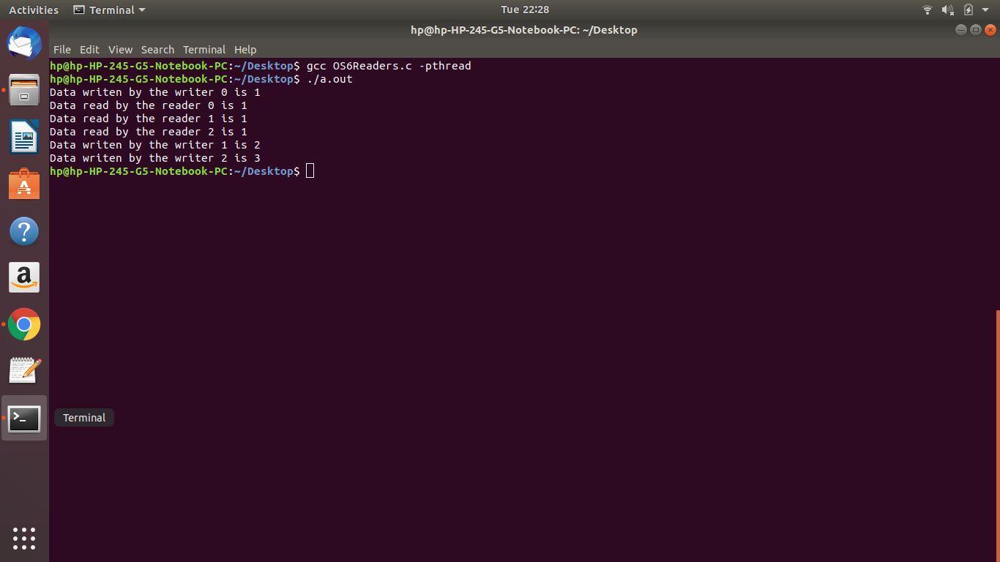 Activities Terminal Tue 22:28
hp@hp-HP-245-G5-Notebook-PC: ~/Desktop
File Edit View Search Terminal Help
hp@hp-HP-245-G5-Notebook-PC:~/Desktop$ gcc OS6Readers.c -pthread
hp@hp-HP-245-G5-Notebook-PC:~/Desktop$ ./a.out
Data writen by the writer 0 is 1
Data read by the reader 0 is 1
Data read by the reader 1 is 1
Data read by the reader 2 is 1
Data writen by the writer 1 is 2
Data writen by the writer 2 is 3
hp@hp-HP-245-G5-Notebook-PC:~/Desktop$
Terminal